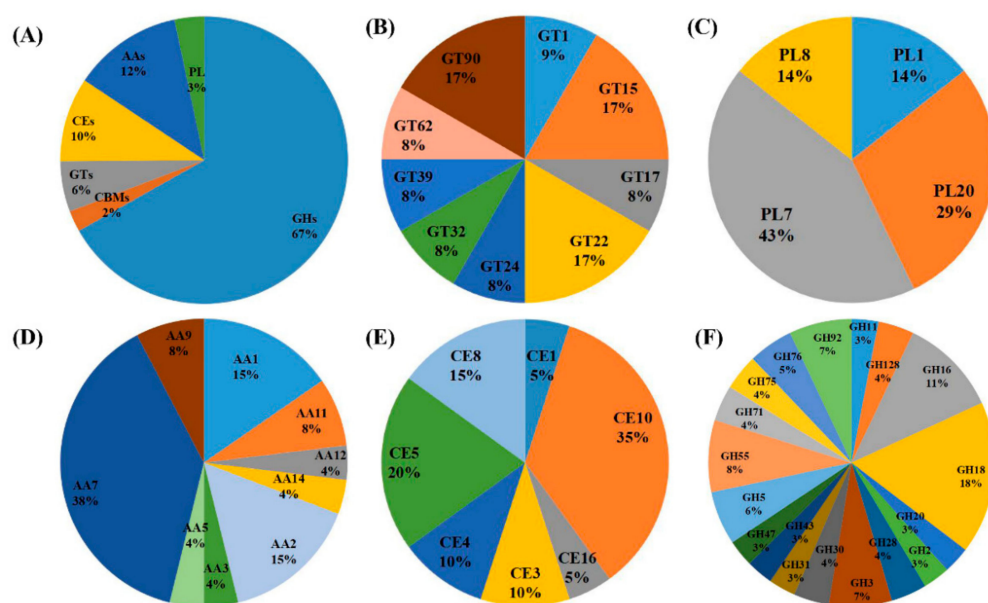 (A)
AAs
12%
PL
3%
CEs
10%
GTs
6%
CBMs
2%
GHs
67%
(B)
GT90
17%
GT1
9%
GT15
17%
GT62
8%
GT39
8%
GT17
8%
GT32
8%
GT24
8%
GT22
17%
(C)
PL8
14%
PL1
14%
PL7
43%
PL20
29%
(D)
AA9
8%
AA1
15%
AA11
8%
AA12
4%
AA14
4%
AA7
38%
AA5
4%
AA3
4%
AA2
15%
(E)
CE8
15%
CE1
5%
CE10
35%
CE5
20%
CE4
10%
CE3
10%
CE16
5%
(F)
GH92
7%
GH11
3%
GH128
4%
GH16
11%
GH76
5%
GH75
4%
GH71
4%
GH55
8%
GH18
18%
GH5
6%
GH47
3%
GH43
3%
GH31
3%
GH30
4%
GH3
7%
GH28
4%
GH20
3%
GH2
3%